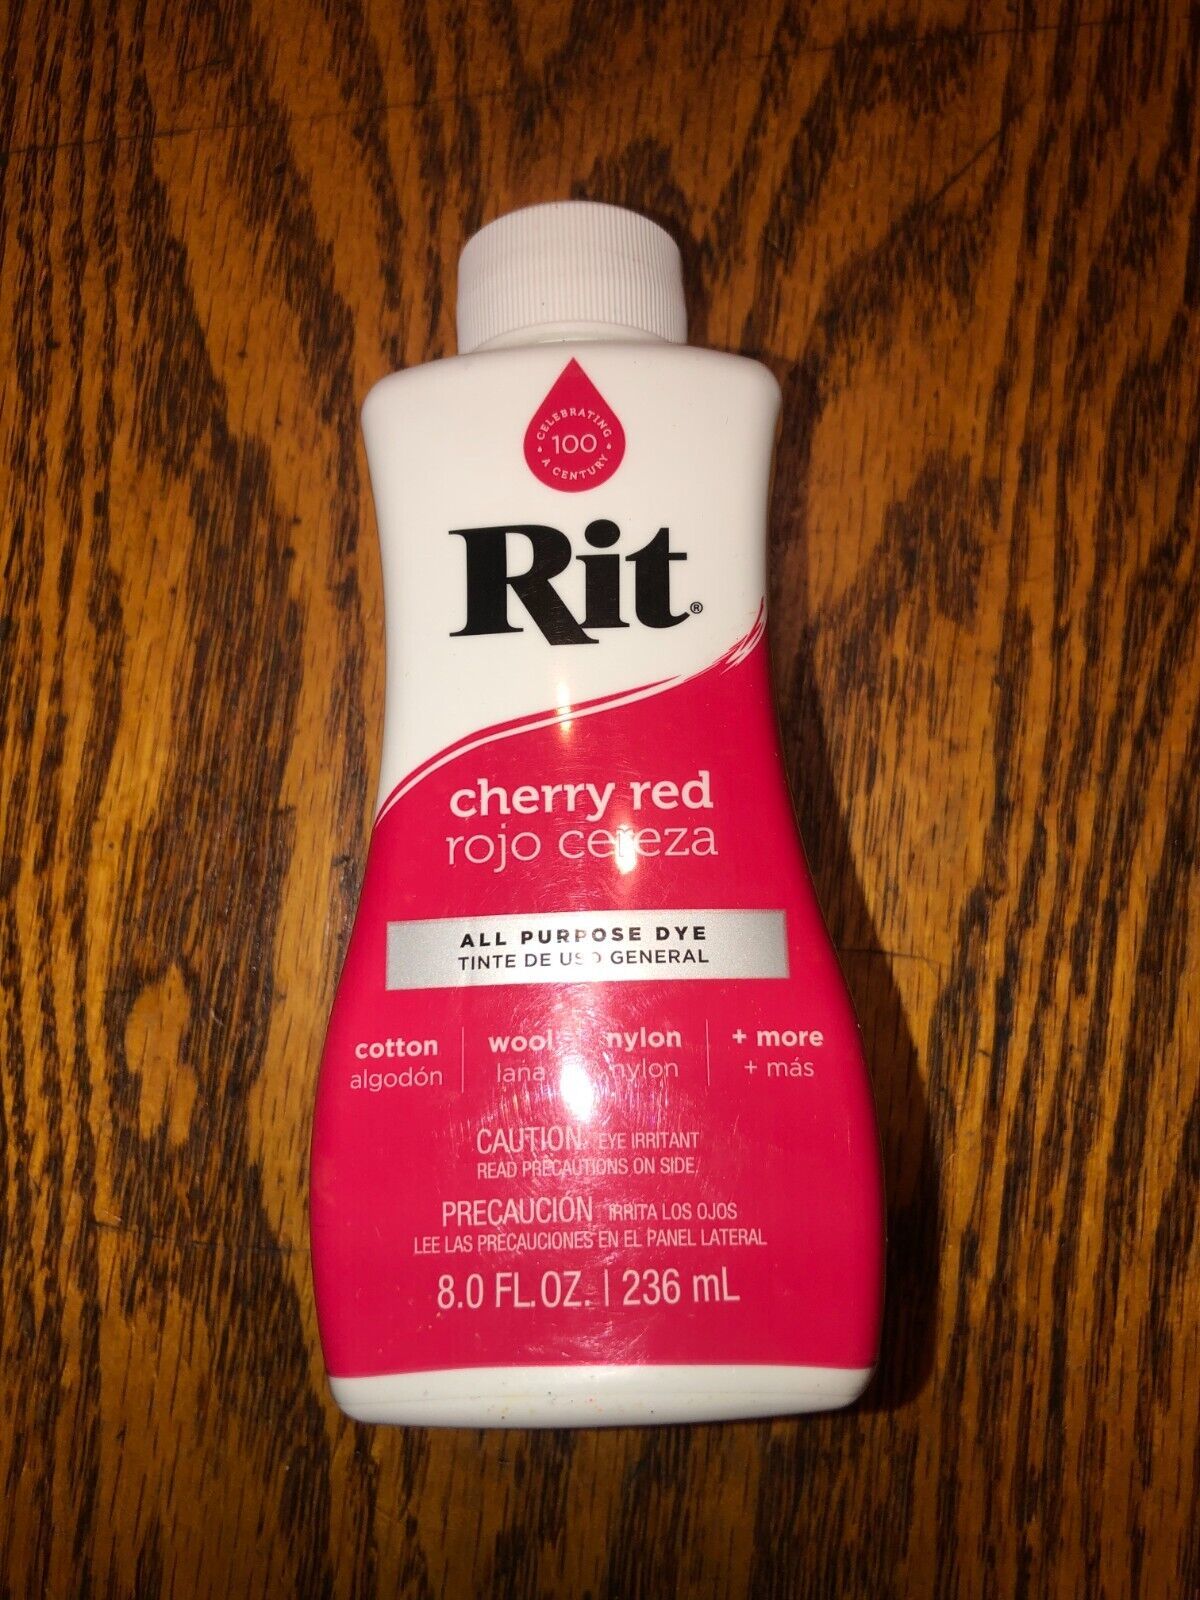 CELEBRATING
100
A CENTURY
Rit®
cherry red
rojo cereza
ALL PURPOSE DYE
TINTE DE USO GENERAL
cotton wool nylon + more
algodón lana nylon + más
CAUTION: EYE IRRITANT
READ PRECAUTIONS ON SIDE
PRECAUCIÓN IRRITA LOS OJOS
LEE LAS PRECAUCIONES EN EL PANEL LATERAL
8.0 FL. OZ. | 236 mL